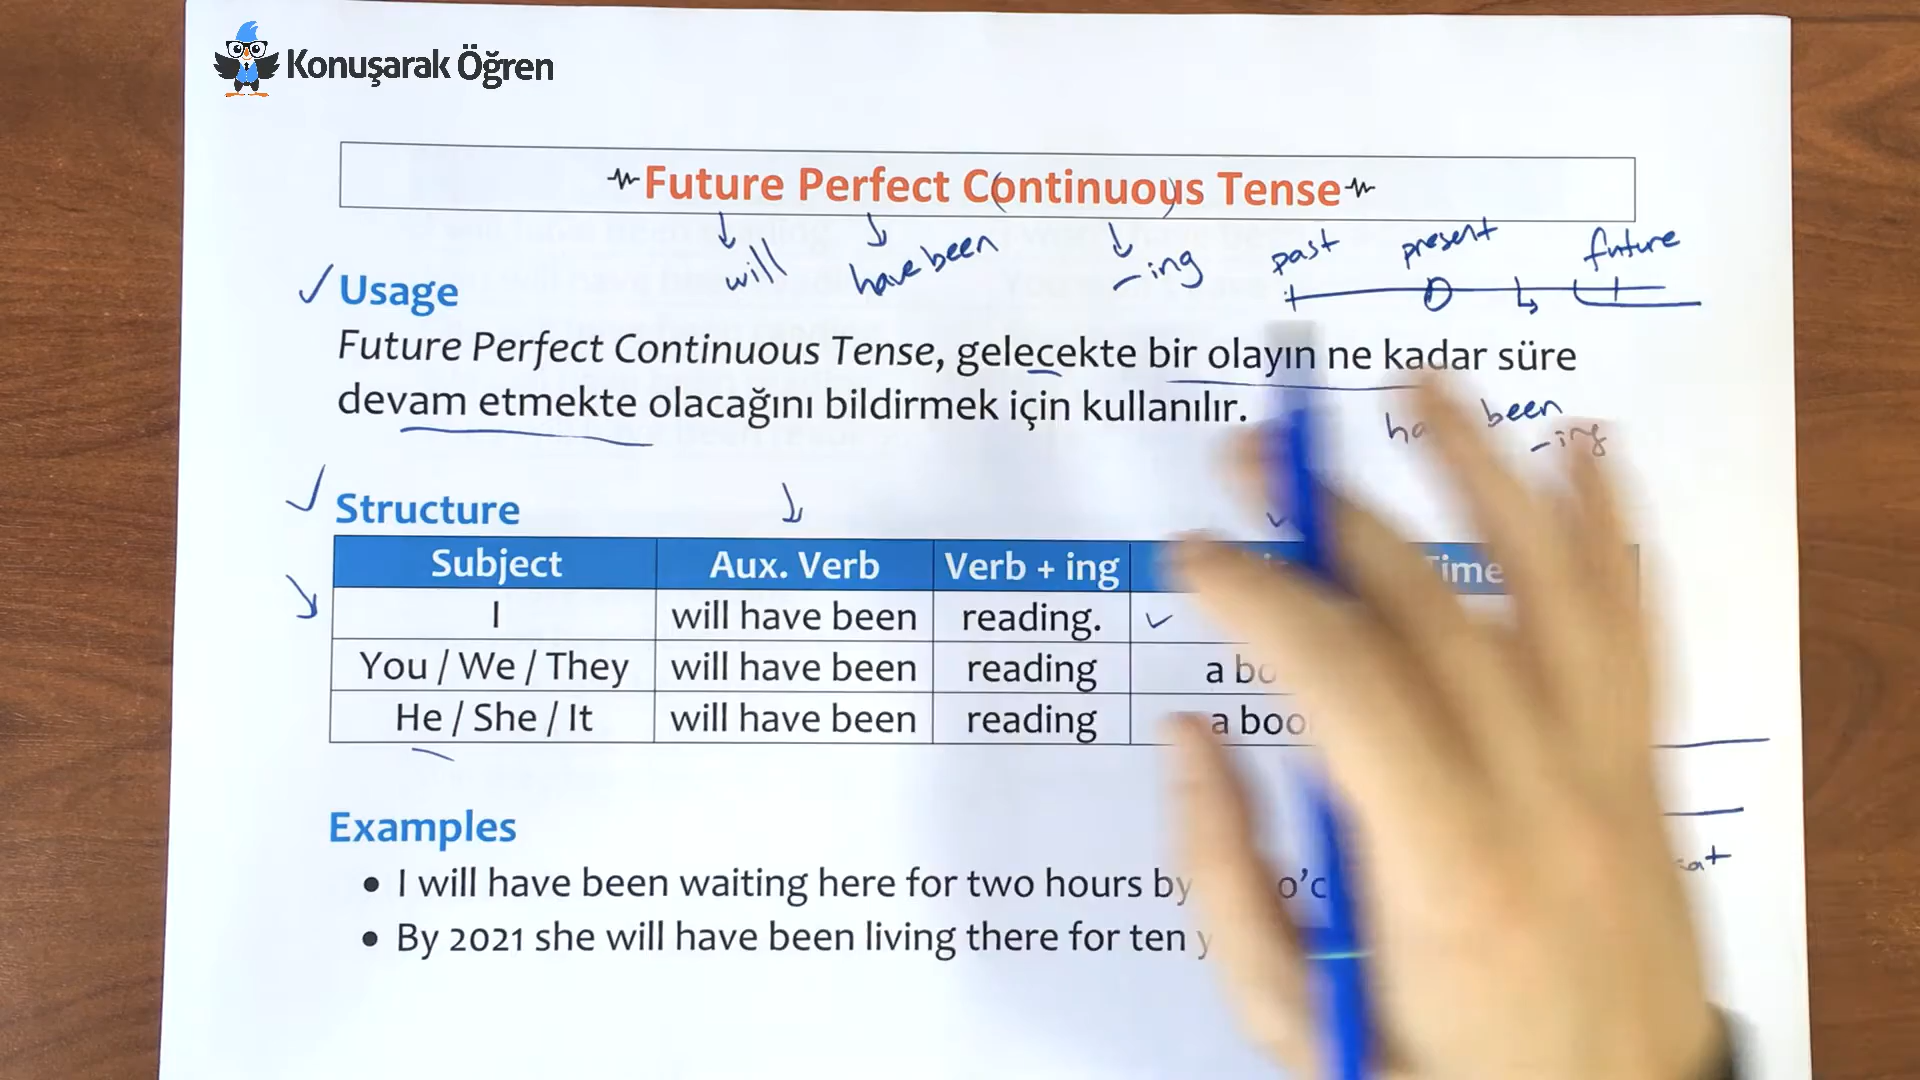 Konuşarak Öğren
Future Perfect Continuous Tense
will
have been
-ing
past
present
future
Usage
Future Perfect Continuous Tense, gelecekte bir olayın ne kadar süre
devam etmekte olacağını bildirmek için kullanılır.
been
-ing
Structure
Subject Aux. Verb Verb + ing Time
I will have been reading.
You / We / They will have been reading a
He / She / It will have been reading a
Examples
• I will have been waiting here for two hours by
• By 2021 she will have been living there for ten